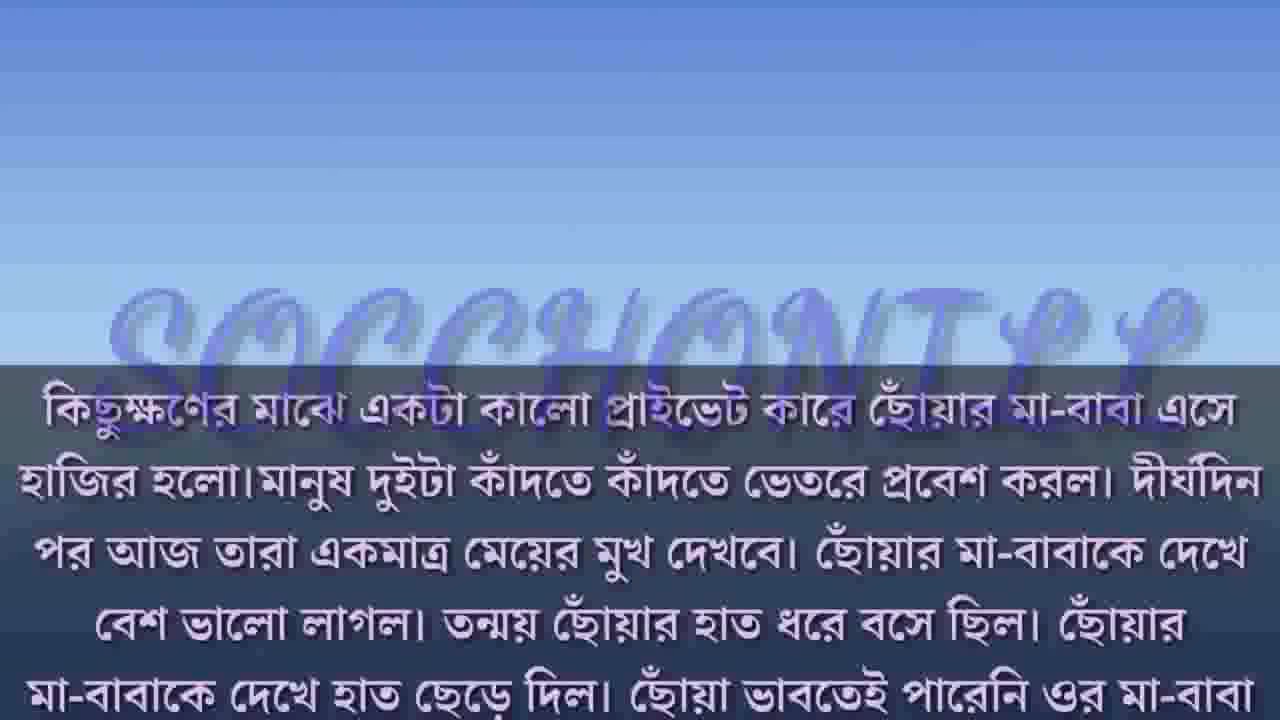 SOCCHONILL
কিছুক্ষণের মাঝে একটা কালো প্রাইভেট কারে ছোঁয়ার মা-বাবা এসে
হাজির হলো।মানুষ দুইটা কাঁদতে কাঁদতে ভেতরে প্রবেশ করল। দীর্ঘদিন
পর আজ তারা একমাত্র মেয়ের মুখ দেখবে। ছোঁয়ার মা-বাবাকে দেখে
বেশ ভালো লাগল। তন্ময় ছোঁয়ার হাত ধরে বসে ছিল। ছোঁয়ার
মা-বাবাকে দেখে হাত ছেড়ে দিল। ছোঁয়া ভাবতেই পারেনি ওর মা-বাবা